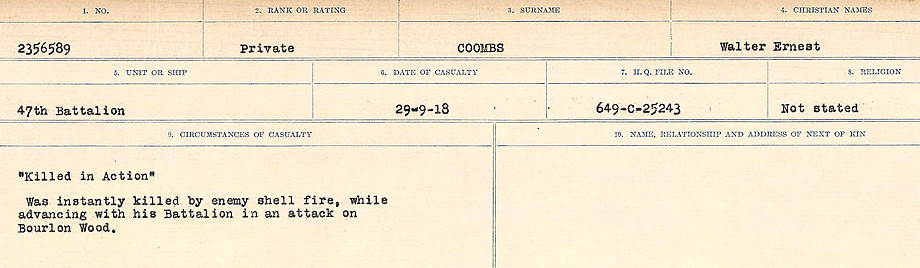 1. NO. 2. RANK OR RATING 3. SURNAME 4. CHRISTIAN NAMES
2356589 Private COOMBS Walter Ernest
5. UNIT OR SHIP 6. DATE OF CASUALTY 7. H.Q. FILE NO. 8. RELIGION
47th Battalion 29-9-18 649-C-25243 Not stated
9. CIRCUMSTANCES OF CASUALTY 10. NAME, RELATIONSHIP AND ADDRESS OF NEXT OF KIN
"Killed in Action"
Was instantly killed by enemy shell fire, while
advancing with his Battalion in an attack on
Bourlon Wood.